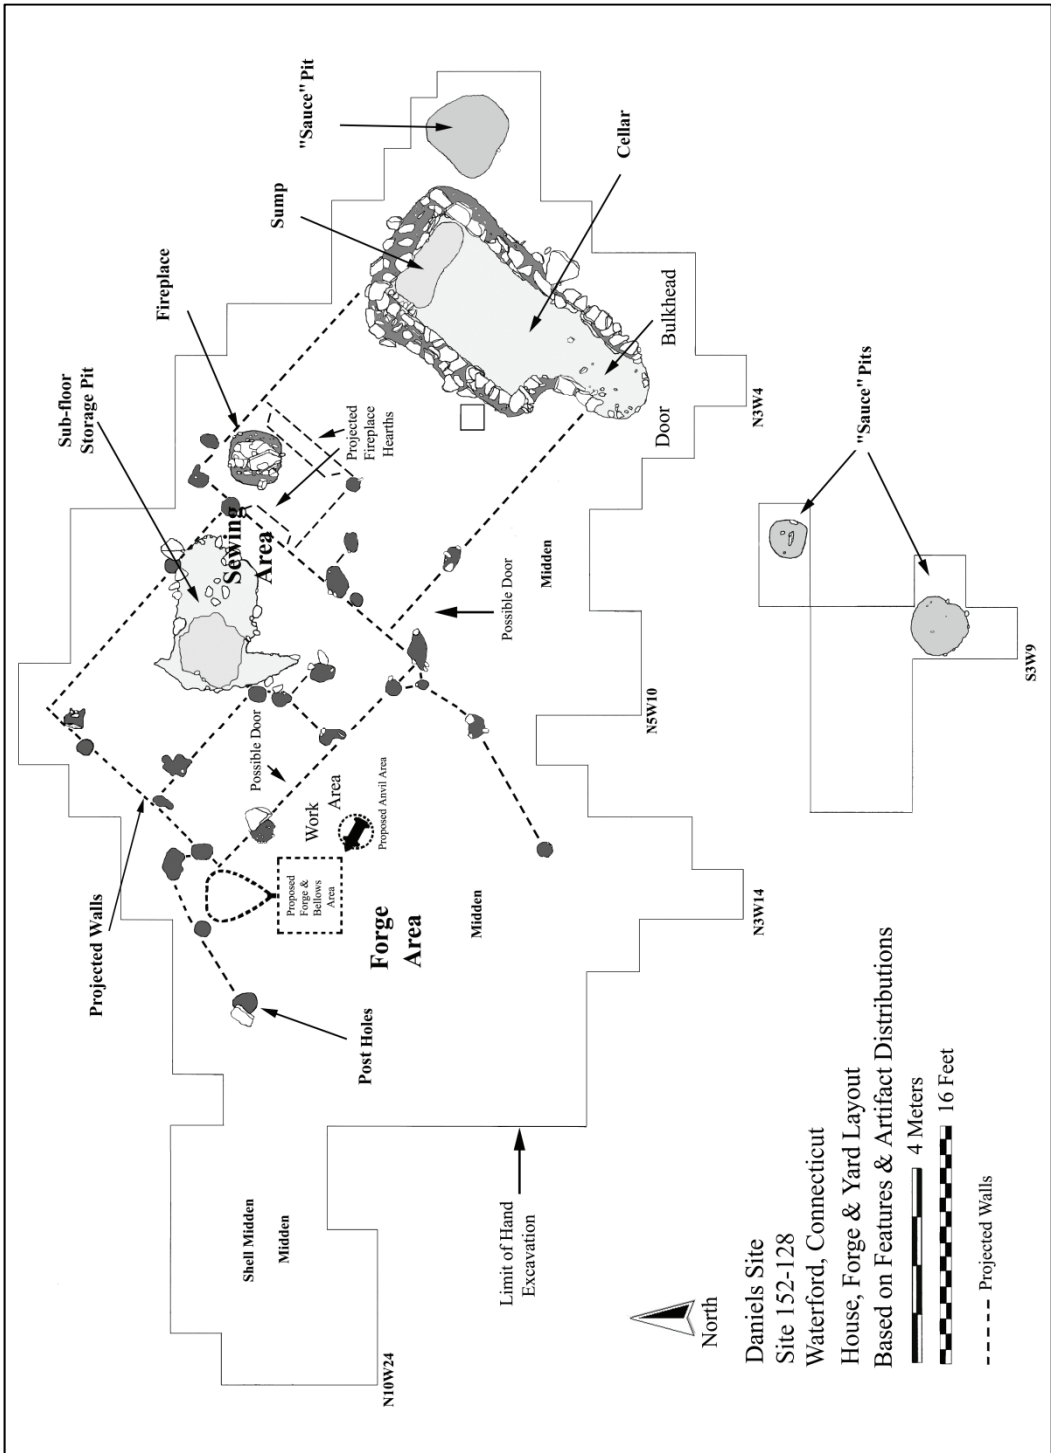 "Sauce" Pit
Sump
Cellar
Fireplace
Sub-floor
Storage Pit
Projected
Fireplace
Hearths
Bulkhead
Door
N3W4
"Sauce" Pits
Sewing
Area
Possible Door
Midden
N5W10
S3W9
Possible Door
Work
Area
Proposed Anvil Area
Proposed
Forge &
Bellows
Area
Projected Walls
Forge
Area
Midden
N3W14
Post Holes
Shell Midden
Midden
N10W24
Limit of Hand
Excavation
North
Daniels Site
Site 152-128
Waterford, Connecticut
House, Forge & Yard Layout
Based on Features & Artifact Distributions
4 Meters
16 Feet
Projected Walls